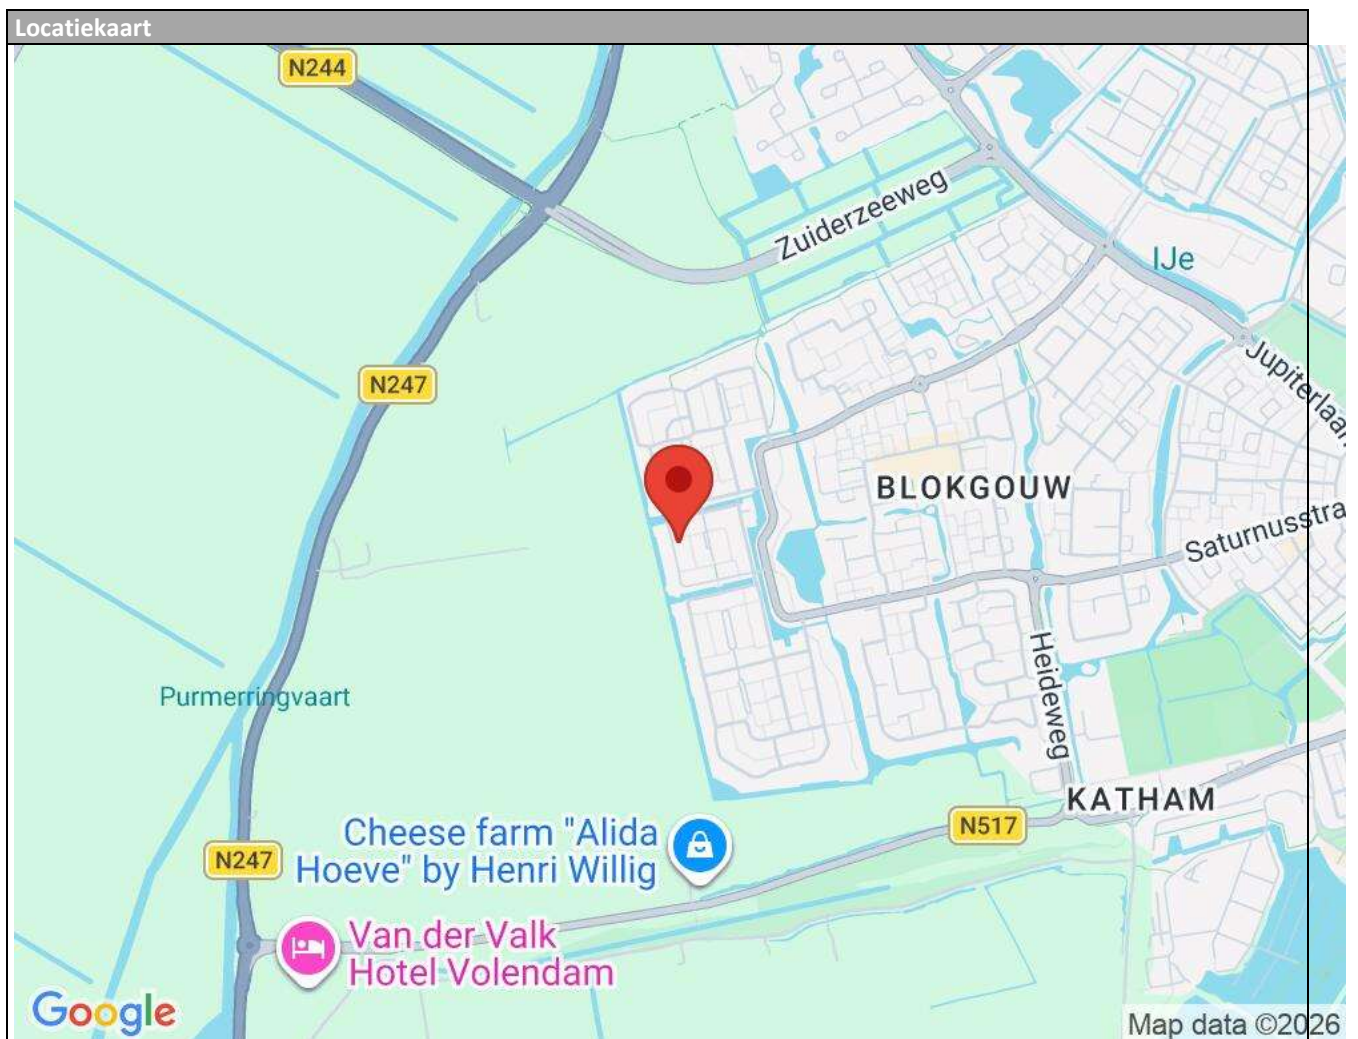 Locatiekaart
N244
Zuiderzeeweg
IJe
N247
Jupiterlaan
BLOKGOUW
Saturnusstra
Heideweg
Purmerringvaart
KATHAM
N517
Cheese farm "Alida
Hoeve" by Henri Willig
N247
Van der Valk
Hotel Volendam
Google
Map data ©2026